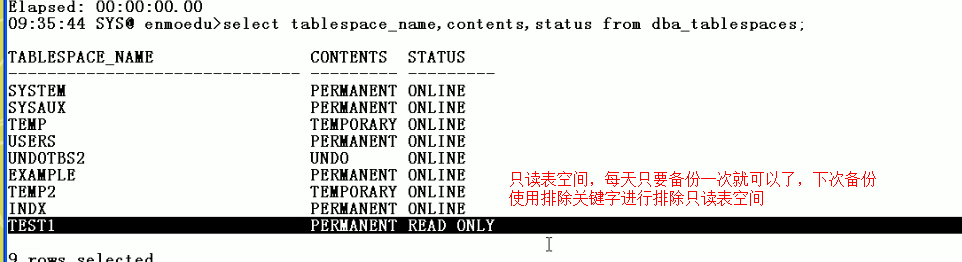 Elapsed: 00:00:00.00
09:35:44 SYS@ enmoedu>select tablespace_name,contents,status from dba_tablespaces;
TABLESPACE_NAME CONTENTS STATUS
------------------------------ --------- ---------
SYSTEM PERMANENT ONLINE
SYSAUX PERMANENT ONLINE
TEMP TEMPORARY ONLINE
USERS PERMANENT ONLINE
UNDOTBS2 UNDO ONLINE
EXAMPLE PERMANENT ONLINE
TEMP2 TEMPORARY ONLINE
INDX PERMANENT ONLINE
TEST1 PERMANENT READ ONLY
只读表空间，每天只要备份一次就可以了，下次备份
使用排除关键字进行排除只读表空间
9 rows selected